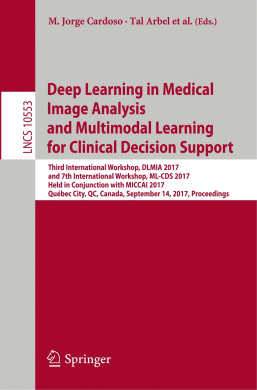 M. Jorge Cardoso · Tal Arbel et al. (Eds.)
LNCS 10553
Deep Learning in Medical
Image Analysis
and Multimodal Learning
for Clinical Decision Support
Third International Workshop, DLMIA 2017
and 7th International Workshop, ML-CDS 2017
Held in Conjunction with MICCAI 2017
Québec City, QC, Canada, September 14, 2017, Proceedings
Springer